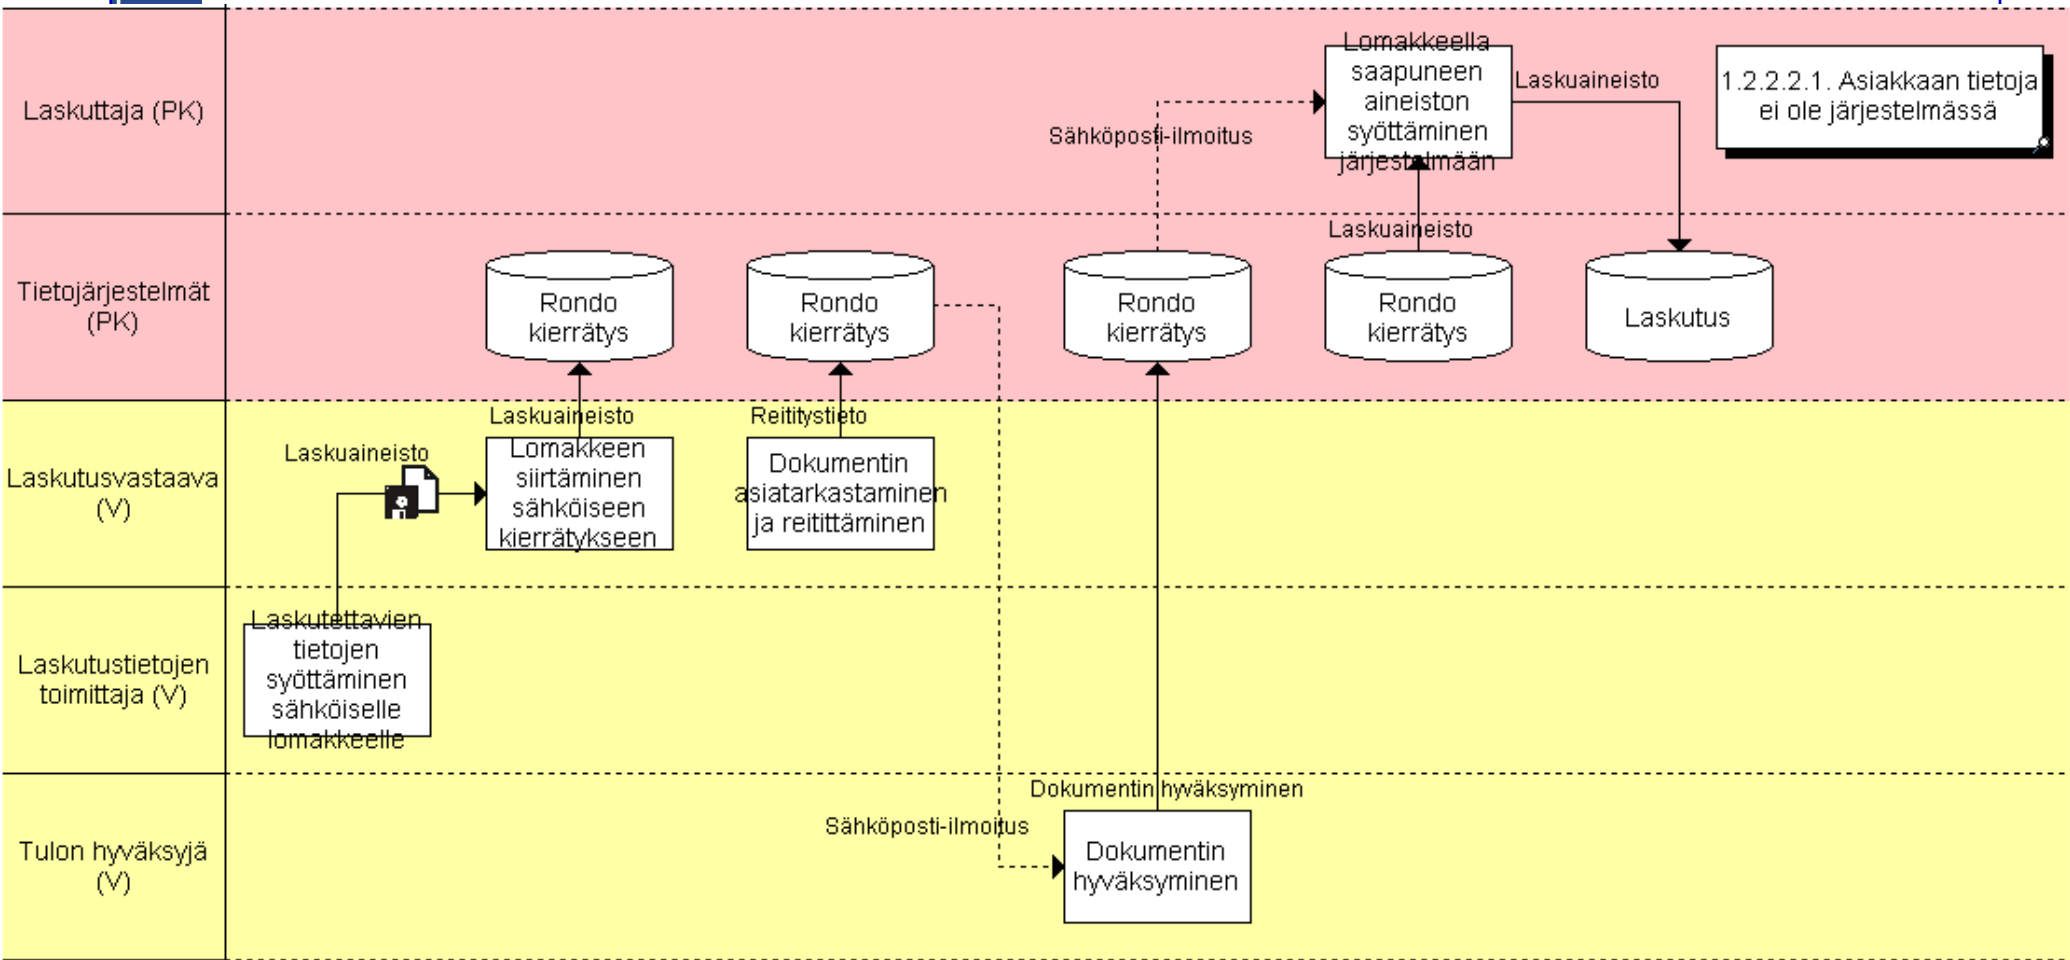 Laskuttaja (PK)
Sähköposti-ilmoitus
Lomakkeella
saapuneen
aineiston
syöttäminen
järjestelmään
Laskuaineisto
1.2.2.2.1. Asiakkaan tietoja
ei ole järjestelmässä
Tietojärjestelmät
(PK)
Rondo
kierrätys
Rondo
kierrätys
Rondo
kierrätys
Laskuaineisto
Rondo
kierrätys
Laskutus
Laskutusvastaava
(V)
Laskuaineisto
Laskuaineisto
Lomakkeen
siirtäminen
sähköiseen
kierrätykseen
Reititystieto
Dokumentin
asiatarkastaminen
ja reitittäminen
Laskutustietojen
toimittaja (V)
Laskutettavien
tietojen
syöttäminen
sähköiselle
lomakkeelle
Tulon hyväksyjä
(V)
Sähköposti-ilmoitus
Dokumentin hyväksyminen
Dokumentin
hyväksyminen